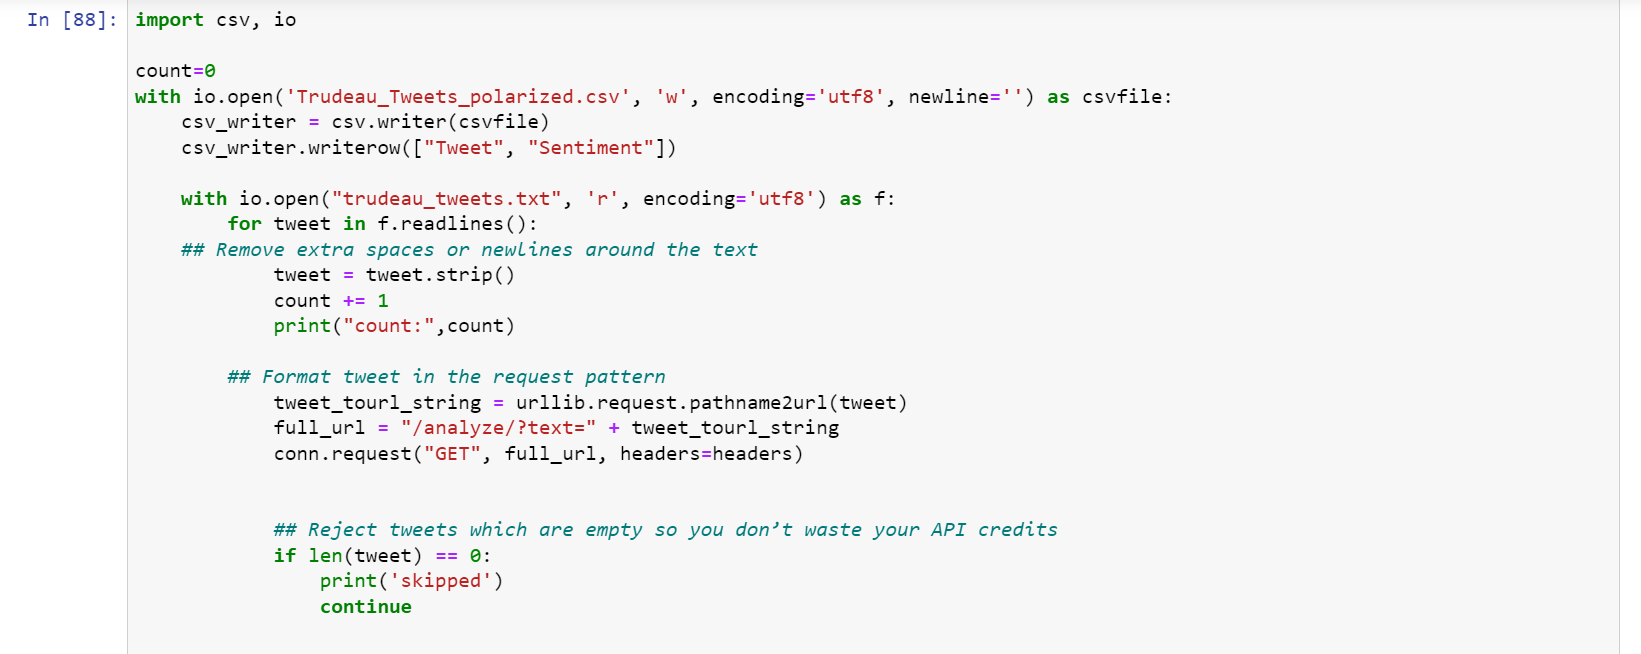 In [88]: import csv, io
count=0
with io.open('Trudeau_Tweets_polarized.csv', 'w', encoding='utf8', newline='') as csvfile:
    csv_writer = csv.writer(csvfile)
    csv_writer.writerow(["Tweet", "Sentiment"])
    with io.open("trudeau_tweets.txt", 'r', encoding='utf8') as f:
        for tweet in f.readlines():
    ## Remove extra spaces or newlines around the text
            tweet = tweet.strip()
            count += 1
            print("count:",count)
        ## Format tweet in the request pattern
            tweet_tourl_string = urllib.request.pathname2url(tweet)
            full_url = "/analyze/?text=" + tweet_tourl_string
            conn.request("GET", full_url, headers=headers)
            ## Reject tweets which are empty so you don’t waste your API credits
            if len(tweet) == 0:
                print('skipped')
                continue